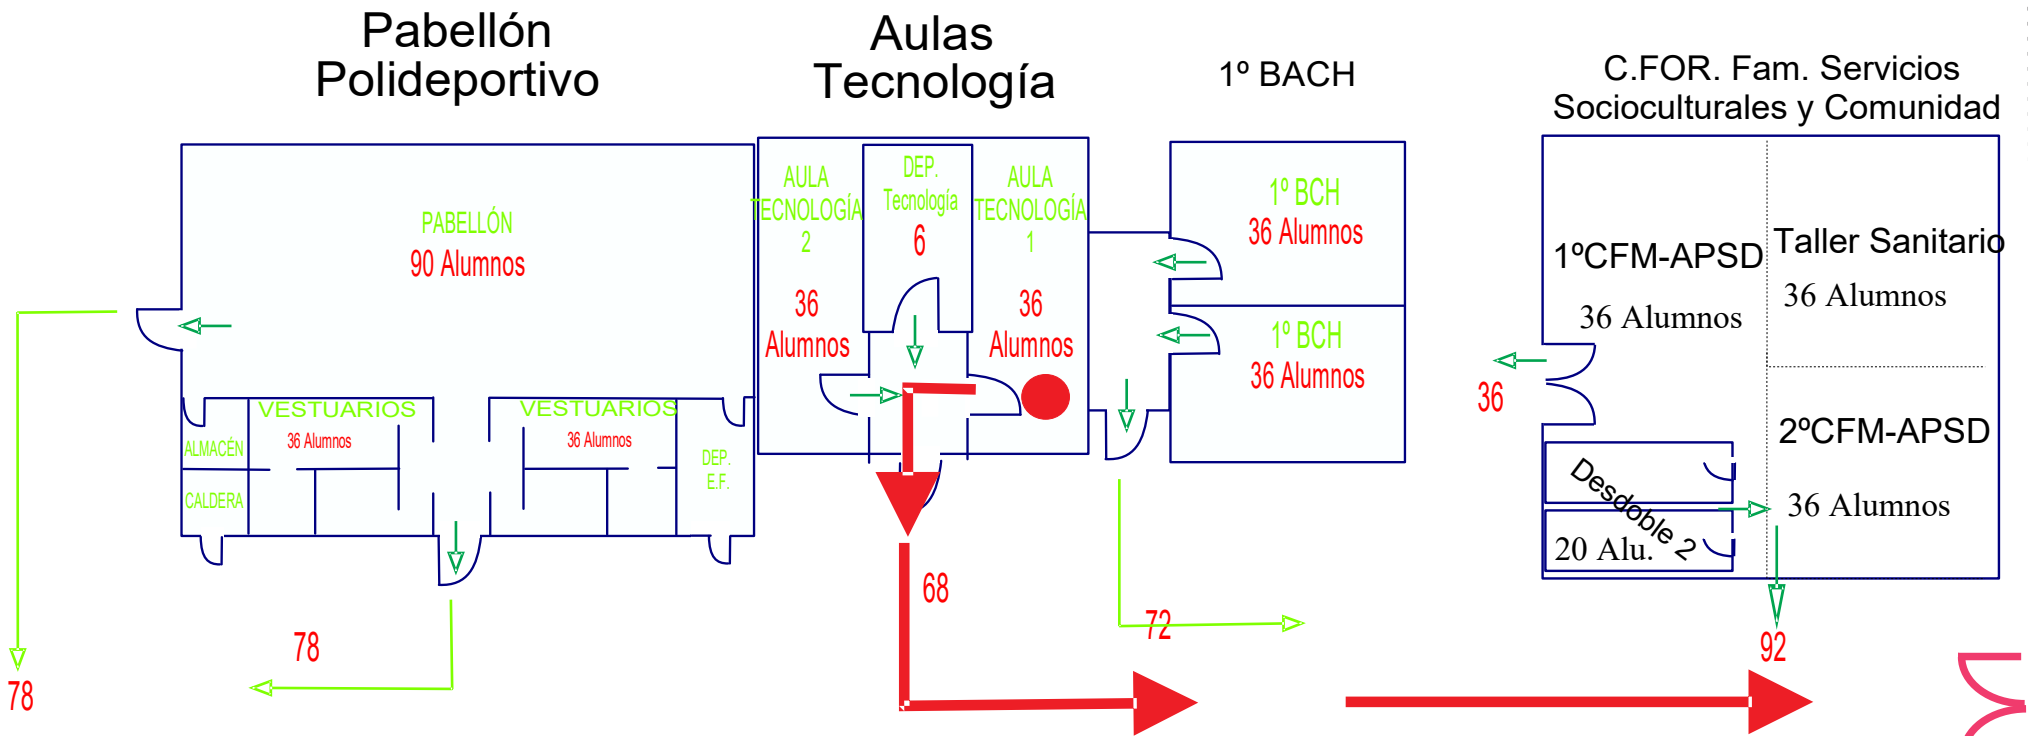 Pabellón
Polideportivo
Aulas
Tecnología
1º BACH
C.FOR. Fam. Servicios
Socioculturales y Comunidad
PABELLÓN
90 Alumnos
VESTUARIOS
36 Alumnos
VESTUARIOS
36 Alumnos
ALMACÉN
CALDERA
DEP.
E.F.
78
78
AULA
TECNOLOGÍA
2
36
Alumnos
DEP.
Tecnología
6
AULA
TECNOLOGÍA
1
36
Alumnos
68
1º BCH
36 Alumnos
1º BCH
36 Alumnos
72
1ºCFM-APSD
36 Alumnos
Taller Sanitario
36 Alumnos
36
2ºCFM-APSD
36 Alumnos
Desdoble 2
20 Alu.
92